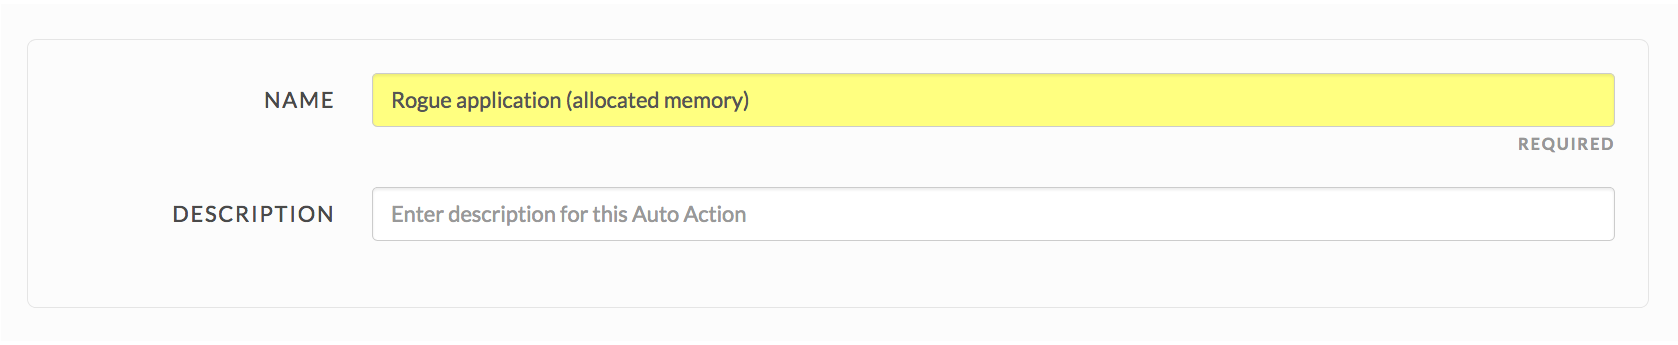 NAME
Rogue application (allocated memory)
REQUIRED
DESCRIPTION
Enter description for this Auto Action